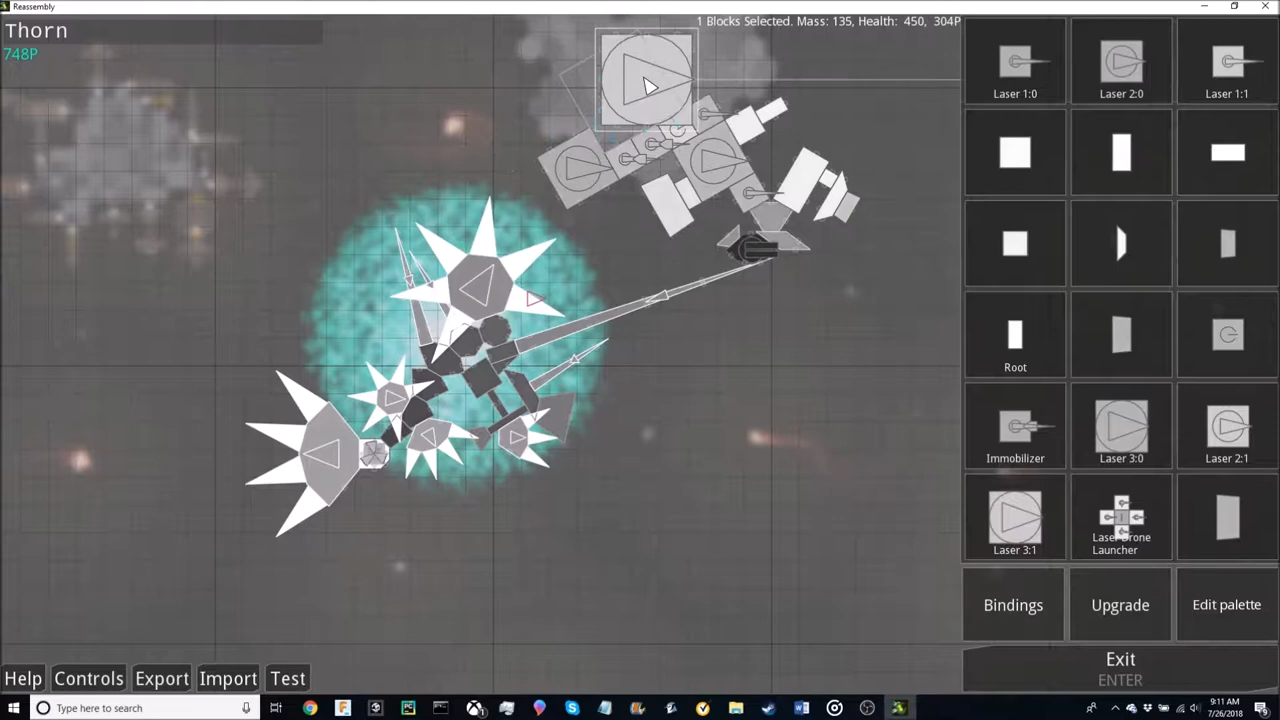 Reassembly
Thorn
748P
1 Blocks Selected. Mass: 135, Health: 450, 304P
Laser 1:0
Laser 2:0
Laser 1:1
Root
Immobilizer
Laser 3:0
Laser 2:1
Laser 3:1
Laser Drone
Launcher
Bindings
Upgrade
Edit palette
Exit
ENTER
Help
Controls
Export
Import
Test
Type here to search
9:11 AM
7/26/2018